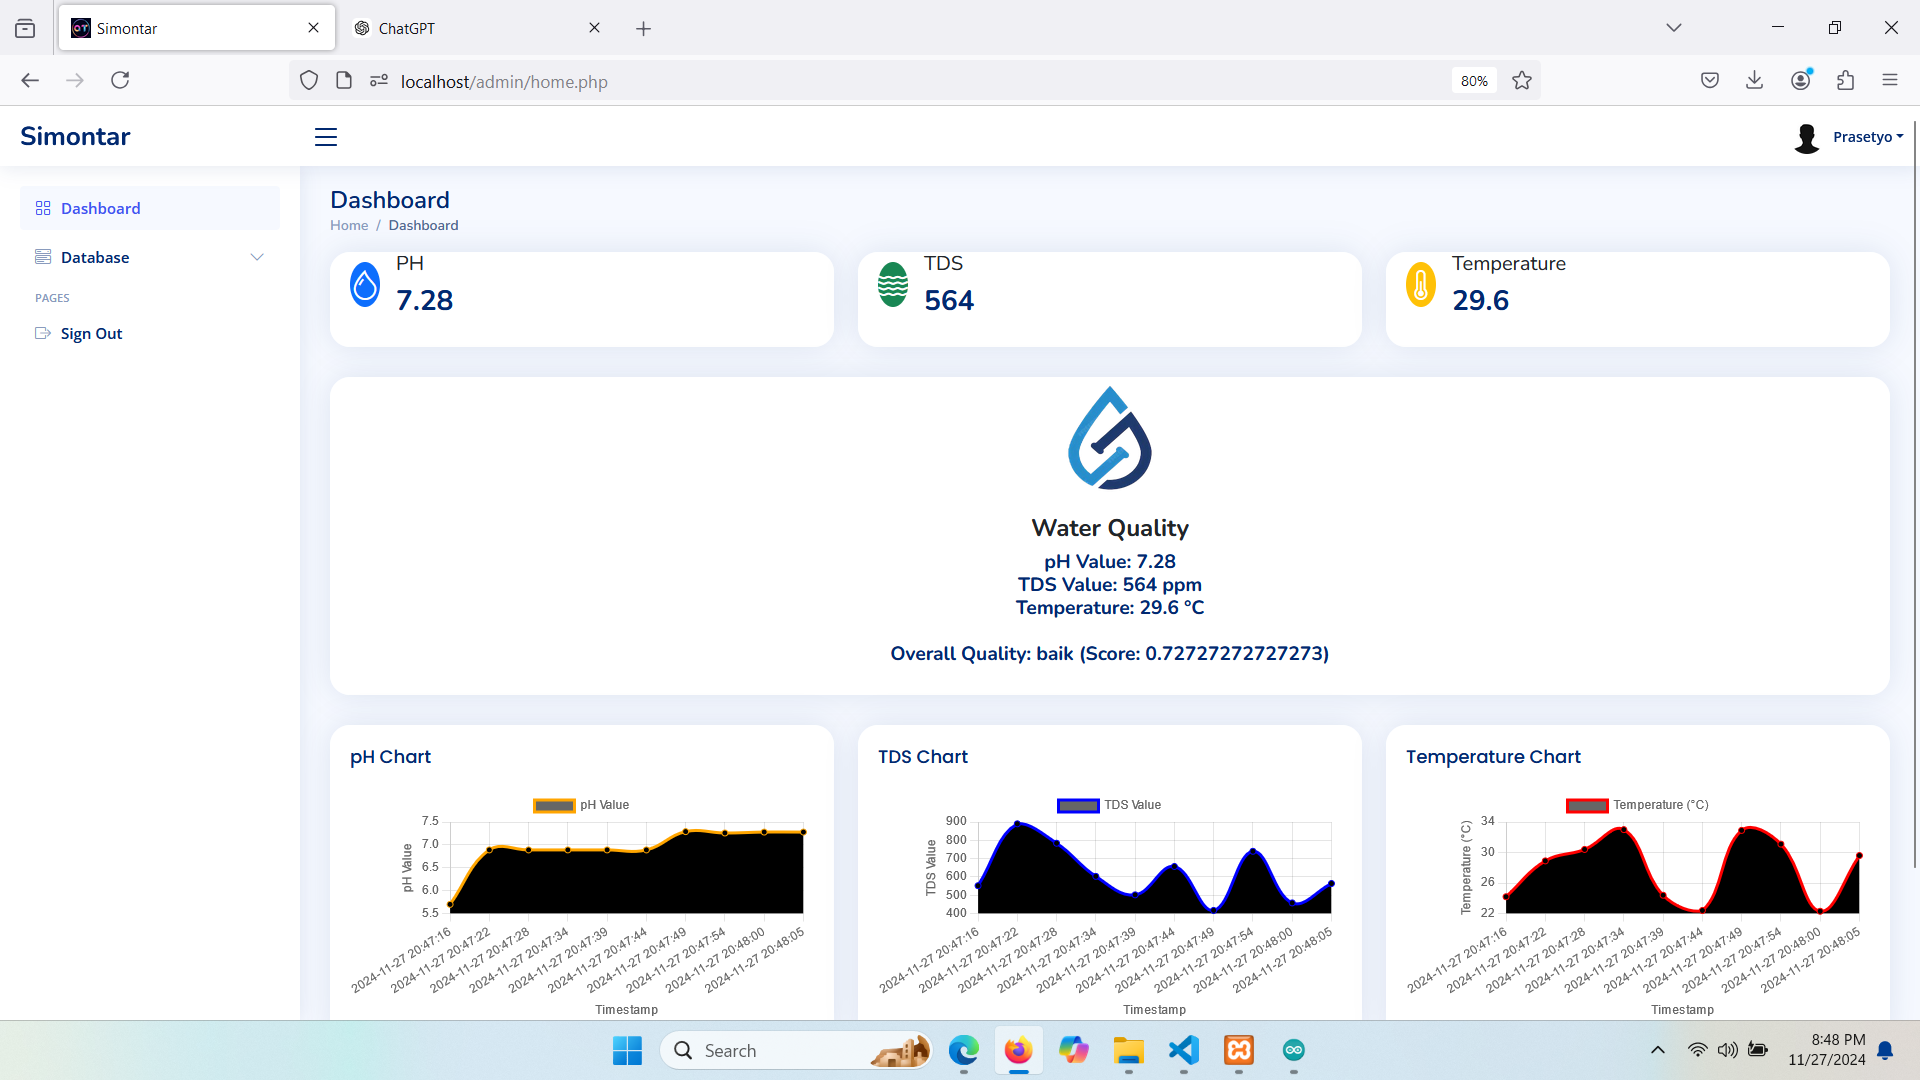 Simontar
ChatGPT
localhost/admin/home.php
80%
Simontar
Prasetyo
Dashboard
Database
PAGES
Sign Out
Dashboard
Home / Dashboard
PH
7.28
TDS
564
Temperature
29.6
Water Quality
pH Value: 7.28
TDS Value: 564 ppm
Temperature: 29.6 °C
Overall Quality: baik (Score: 0.72727272727273)
pH Chart
pH Value
7.5
7.0
6.5
6.0
5.5
pH Value
2024-11-27 20:47:16
2024-11-27 20:47:22
2024-11-27 20:47:28
2024-11-27 20:47:34
2024-11-27 20:47:39
2024-11-27 20:47:44
2024-11-27 20:47:49
2024-11-27 20:47:54
2024-11-27 20:48:00
2024-11-27 20:48:05
Timestamp
TDS Chart
TDS Value
900
800
700
600
500
400
TDS Value
2024-11-27 20:47:16
2024-11-27 20:47:22
2024-11-27 20:47:28
2024-11-27 20:47:34
2024-11-27 20:47:39
2024-11-27 20:47:44
2024-11-27 20:47:49
2024-11-27 20:47:54
2024-11-27 20:48:00
2024-11-27 20:48:05
Timestamp
Temperature Chart
Temperature (°C)
34
30
26
22
Temperature (°C)
2024-11-27 20:47:16
2024-11-27 20:47:22
2024-11-27 20:47:28
2024-11-27 20:47:34
2024-11-27 20:47:39
2024-11-27 20:47:44
2024-11-27 20:47:49
2024-11-27 20:47:54
2024-11-27 20:48:00
2024-11-27 20:48:05
Timestamp
Search
8:48 PM
11/27/2024